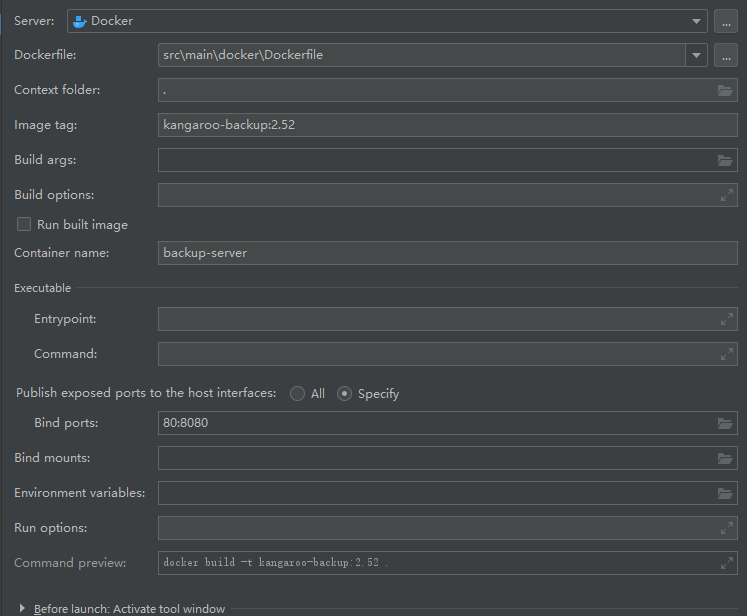 Server: Docker ...
Dockerfile: src\main\docker\Dockerfile ...
Context folder: .
Image tag: kangaroo-backup:2.52
Build args:
Build options:
Run built image
Container name: backup-server
Executable
Entrypoint:
Command:
Publish exposed ports to the host interfaces: All Specify
Bind ports: 80:8080
Bind mounts:
Environment variables:
Run options:
Command preview: docker build -t kangaroo-backup:2.52 .
Before launch: Activate tool window